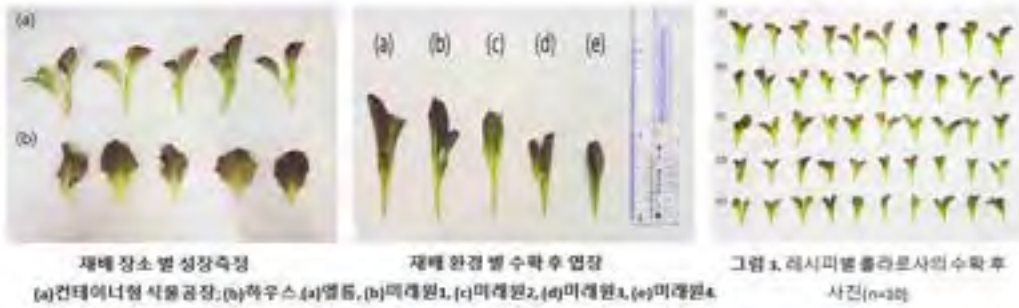 (a)
(b)
(a) (b) (c) (d) (e)
재배 장소 별 성장측정
(a)컨테이너형 식물공장; (b)하우스
재배 환경 별 수확 후 엽장
(b)미래원1, (c)미래원2, (d)미래원3, (e)미래원4
그림 3. 레시피별 롤라로사의 수확 후
사진(n=10)